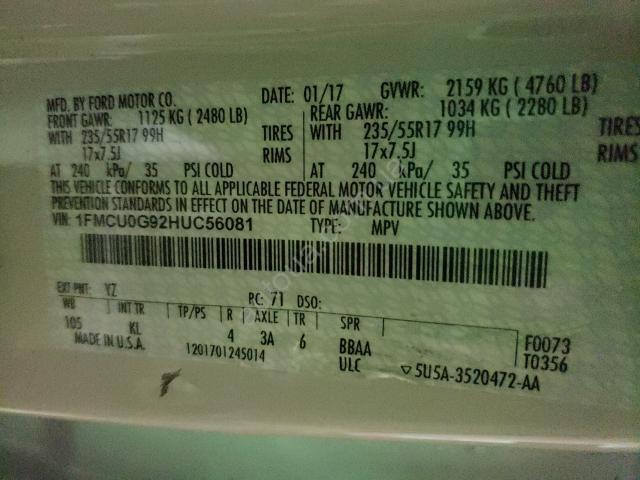 MFD. BY FORD MOTOR CO. DATE: 01/17 GVWR: 2159 KG ( 4760 LB)
FRONT GAWR: 1125 KG ( 2480 LB) REAR GAWR: 1034 KG ( 2280 LB)
WITH 235/55R17 99H TIRES WITH 235/55R17 99H TIRES
17x7.5J RIMS 17x7.5J RIMS
AT 240 kPa/ 35 PSI COLD AT 240 kPa/ 35 PSI COLD
THIS VEHICLE CONFORMS TO ALL APPLICABLE FEDERAL MOTOR VEHICLE SAFETY AND THEFT
PREVENTION STANDARDS IN EFFECT ON THE DATE OF MANUFACTURE SHOWN ABOVE.
VIN: 1FMCU0G92HUC56081 TYPE: MPV
EXT PNT: YZ RC: 71 DSO:
WB INT TR TP/PS R AXLE TR SPR
105 KL 4 3A 6 BBAA F0073
MADE IN U.S.A. 1201701245014 ULC T0356
▽5U5A-3520472-AA